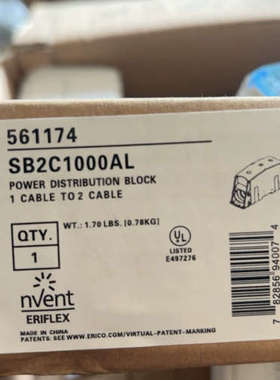 561174
SB2C1000AL
POWER DISTRIBUTION BLOCK
1 CABLE TO 2 CABLE
QTY.
1
WT.: 1.70 LBS. [0.78KG]
UL
LISTED
E497276
nVent
ERIFLEX
MADE IN CHINA
PATENTS: SEE WWW.ERICO.COM/VIRTUAL-PATENT-MARKING
7 82856 94007 4